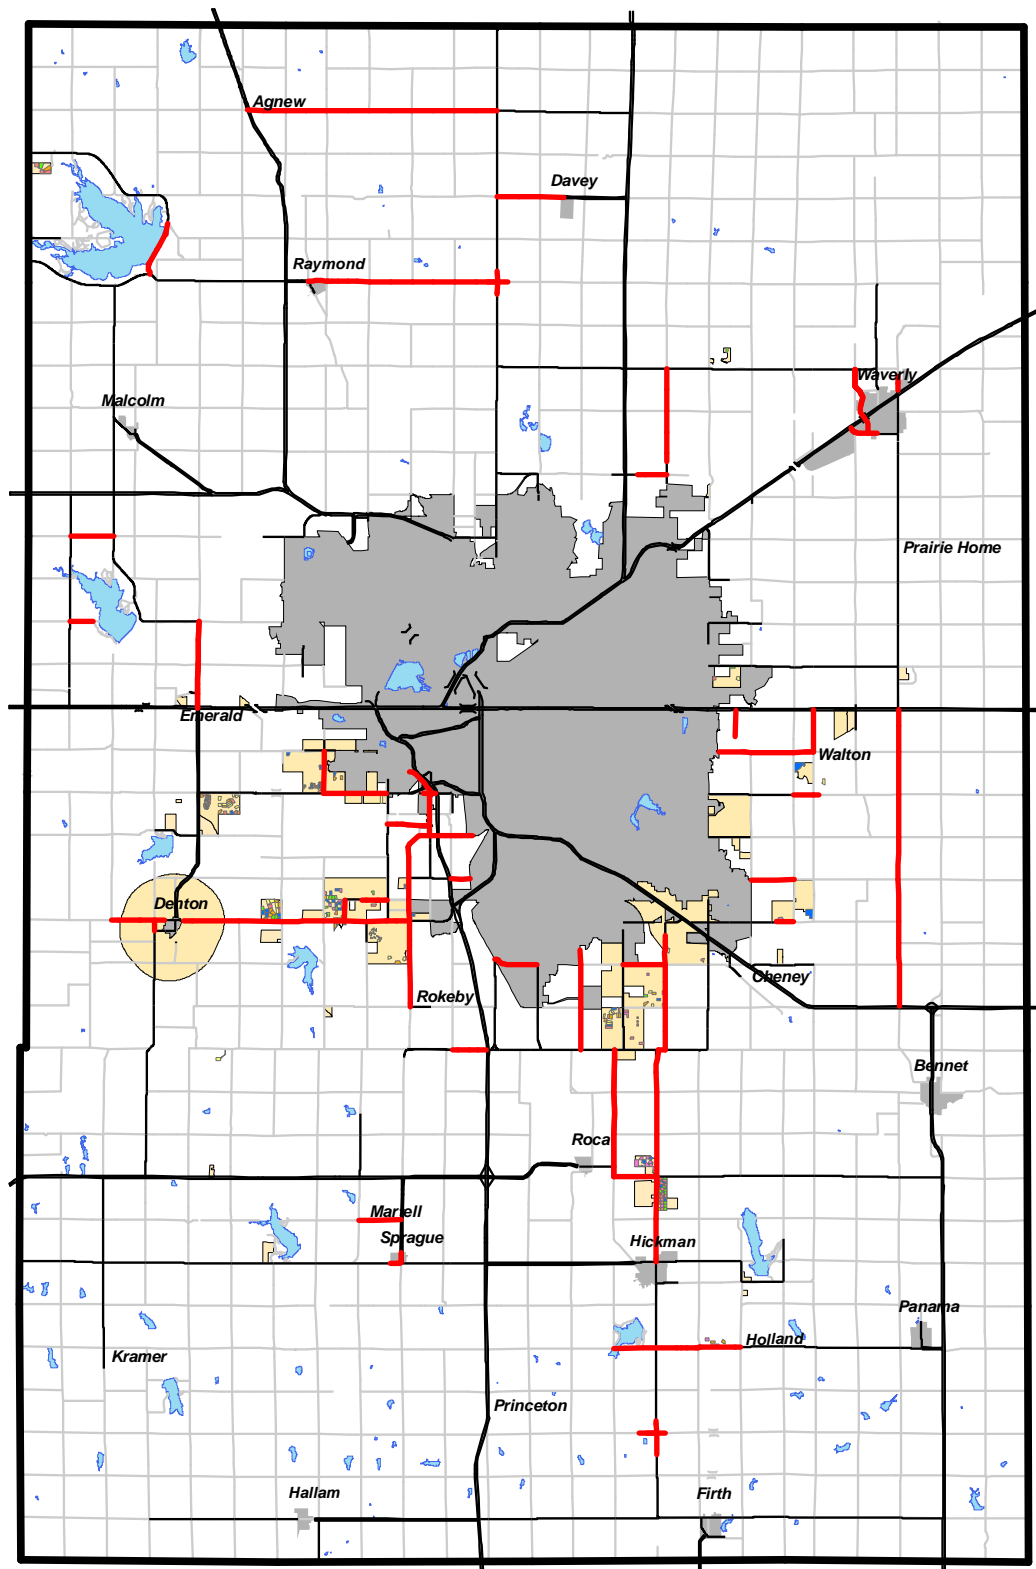 Agnew
Davey
Raymond
Waverly
Malcolm
Prairie Home
Emerald
Walton
Denton
Cheney
Rokeby
Bennet
Roca
Martell
Sprague
Hickman
Panama
Holland
Kramer
Princeton
Hallam
Firth